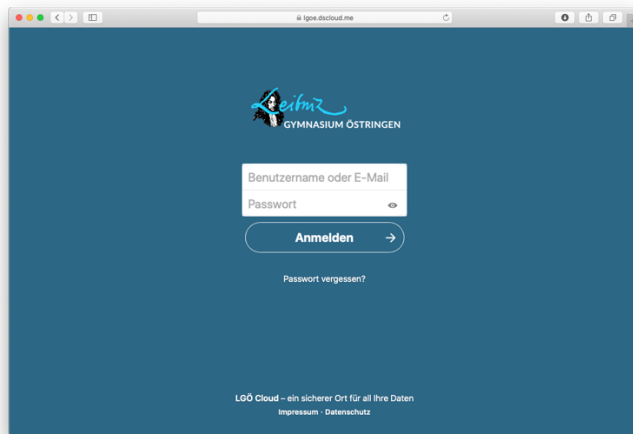 lgoe.dscloud.me
Leibniz
GYMNASIUM ÖSTRINGEN
Benutzername oder E-Mail
Passwort
Anmelden
Passwort vergessen?
LGÖ Cloud – ein sicherer Ort für all Ihre Daten
Impressum · Datenschutz